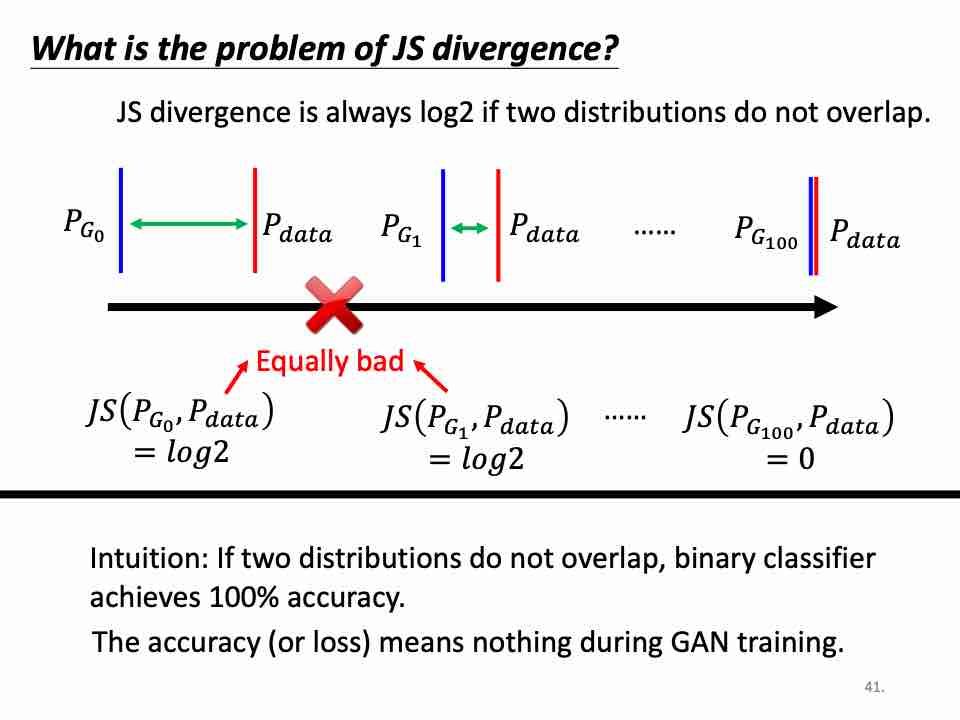 What is the problem of JS divergence?
JS divergence is always log2 if two distributions do not overlap.
P_{G_0} P_{data} P_{G_1} P_{data} …… P_{G_{100}} P_{data}
Equally bad
JS(P_{G_0}, P_{data}) JS(P_{G_1}, P_{data}) …… JS(P_{G_{100}}, P_{data})
= log2 = log2 = 0
Intuition: If two distributions do not overlap, binary classifier
achieves 100% accuracy.
The accuracy (or loss) means nothing during GAN training.
41.